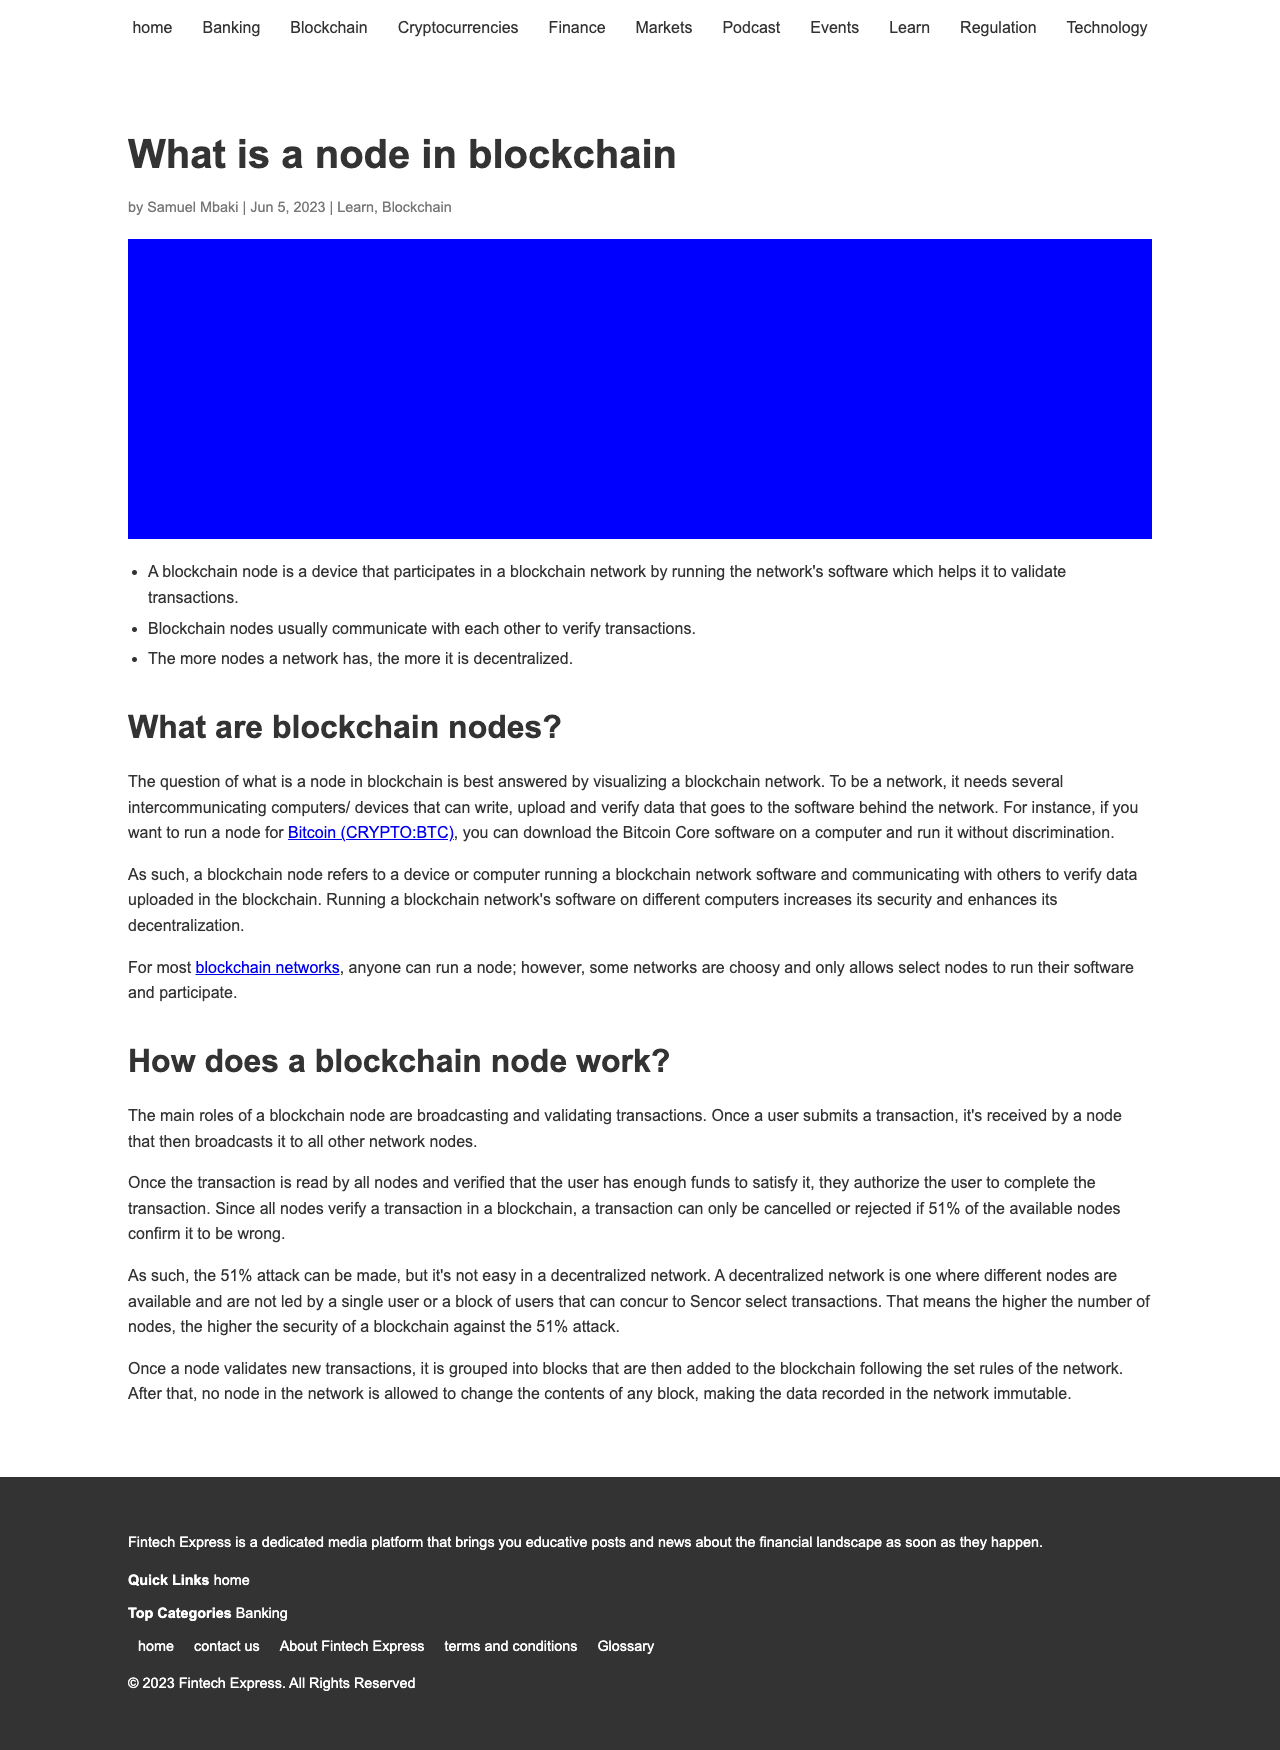 home Banking Blockchain Cryptocurrencies Finance Markets Podcast Events Learn Regulation Technology
What is a node in blockchain
by Samuel Mbaki | Jun 5, 2023 | Learn, Blockchain
• A blockchain node is a device that participates in a blockchain network by running the network's software which helps it to validate
transactions.
• Blockchain nodes usually communicate with each other to verify transactions.
• The more nodes a network has, the more it is decentralized.
What are blockchain nodes?
The question of what is a node in blockchain is best answered by visualizing a blockchain network. To be a network, it needs several
intercommunicating computers/ devices that can write, upload and verify data that goes to the software behind the network. For instance, if you
want to run a node for Bitcoin (CRYPTO:BTC), you can download the Bitcoin Core software on a computer and run it without discrimination.
As such, a blockchain node refers to a device or computer running a blockchain network software and communicating with others to verify data
uploaded in the blockchain. Running a blockchain network's software on different computers increases its security and enhances its
decentralization.
For most blockchain networks, anyone can run a node; however, some networks are choosy and only allows select nodes to run their software
and participate.
How does a blockchain node work?
The main roles of a blockchain node are broadcasting and validating transactions. Once a user submits a transaction, it's received by a node
that then broadcasts it to all other network nodes.
Once the transaction is read by all nodes and verified that the user has enough funds to satisfy it, they authorize the user to complete the
transaction. Since all nodes verify a transaction in a blockchain, a transaction can only be cancelled or rejected if 51% of the available nodes
confirm it to be wrong.
As such, the 51% attack can be made, but it's not easy in a decentralized network. A decentralized network is one where different nodes are
available and are not led by a single user or a block of users that can concur to Sencor select transactions. That means the higher the number of
nodes, the higher the security of a blockchain against the 51% attack.
Once a node validates new transactions, it is grouped into blocks that are then added to the blockchain following the set rules of the network.
After that, no node in the network is allowed to change the contents of any block, making the data recorded in the network immutable.
Fintech Express is a dedicated media platform that brings you educative posts and news about the financial landscape as soon as they happen.
Quick Links home
Top Categories Banking
home contact us About Fintech Express terms and conditions Glossary
© 2023 Fintech Express. All Rights Reserved